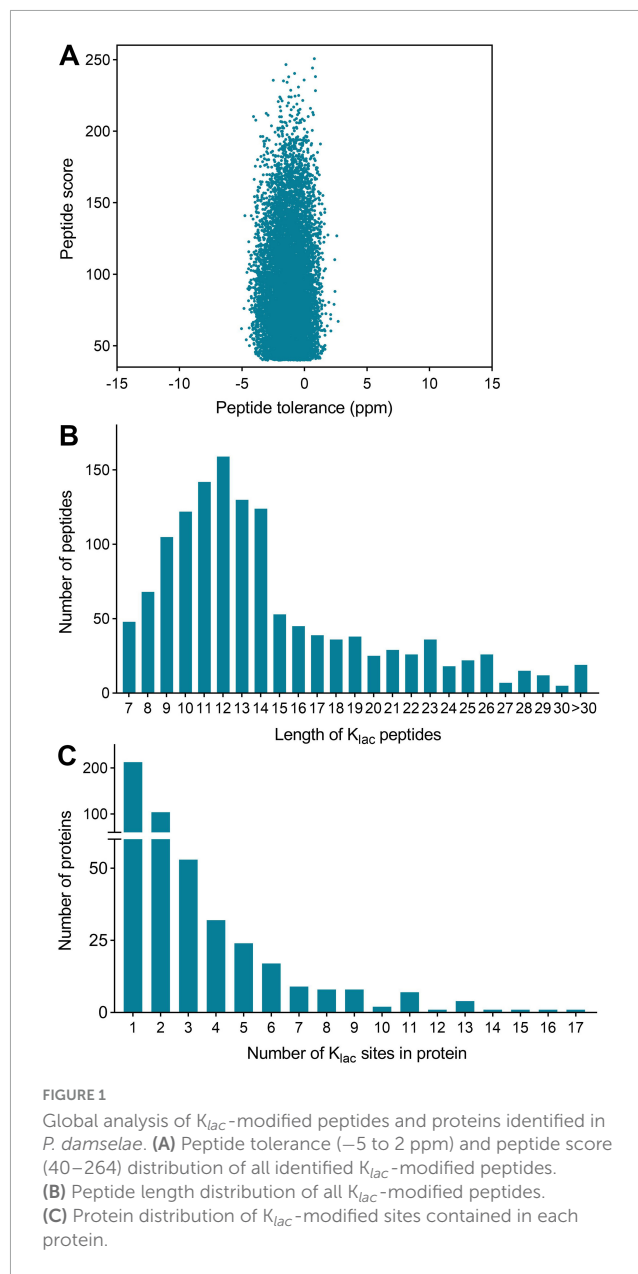 A
250
200
150
100
50
Peptide score
-15 -10 -5 0 5 10 15
Peptide tolerance (ppm)
B
150
100
50
0
Number of peptides
7 8 9 10 11 12 13 14 15 16 17 18 19 20 21 22 23 24 25 26 27 28 29 30 >30
Length of Klac peptides
C
200
100
50
25
0
Number of proteins
1 2 3 4 5 6 7 8 9 10 11 12 13 14 15 16 17
Number of Klac sites in protein
FIGURE 1
Global analysis of Klac-modified peptides and proteins identified in
P. damselae. (A) Peptide tolerance (−5 to 2 ppm) and peptide score
(40–264) distribution of all identified Klac-modified peptides.
(B) Peptide length distribution of all Klac-modified peptides.
(C) Protein distribution of Klac-modified sites contained in each
protein.